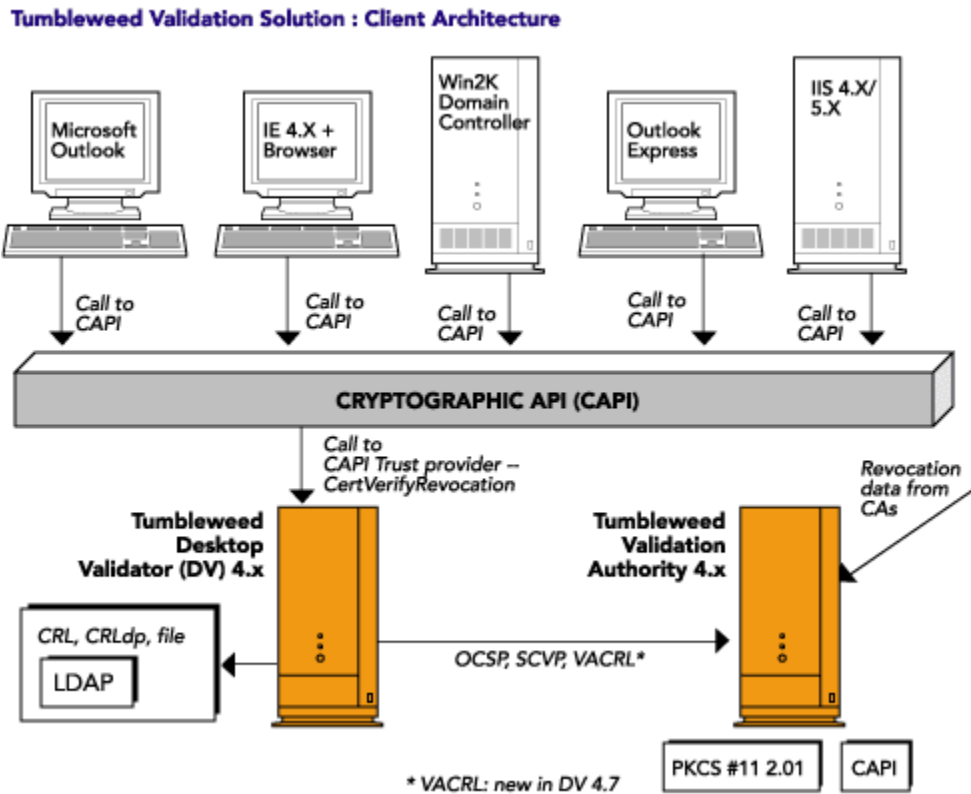 Tumbleweed Validation Solution : Client Architecture
Microsoft
Outlook
IE 4.X +
Browser
Win2K
Domain
Controller
Outlook
Express
IIS 4.X/
5.X
Call to
CAPI
Call to
CAPI
Call to
CAPI
Call to
CAPI
Call to
CAPI
CRYPTOGRAPHIC API (CAPI)
Call to
CAPI Trust provider --
CertVerifyRevocation
Revocation
data from
CAs
Tumbleweed
Desktop
Validator (DV) 4.x
Tumbleweed
Validation
Authority 4.x
CRL, CRLdp, file
LDAP
OCSP, SCVP, VACRL*
PKCS #11 2.01
CAPI
* VACRL: new in DV 4.7